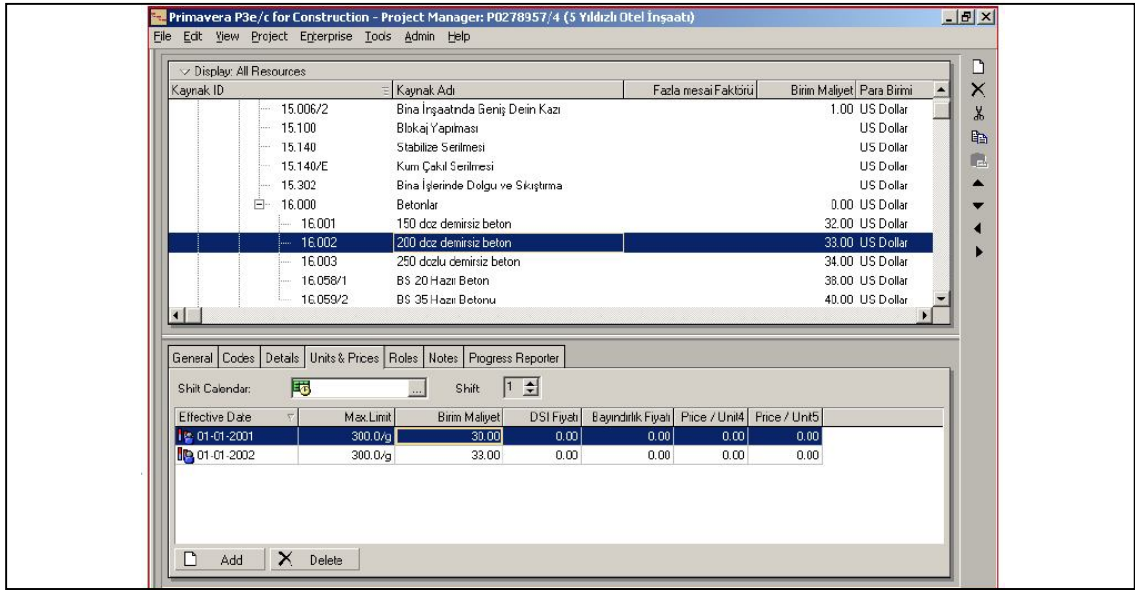 Primavera P3e/c for Construction - Project Manager: P0278957/4 (5 Yıldızlı Otel İnşaatı)
File Edit View Project Enterprise Tools Admin Help
Display: All Resources
Kaynak ID Kaynak Adı Fazla mesai Faktörü Birim Maliyet Para Birimi
15.006/2 Bina İnşaatında Geniş Derin Kazı 1.00 US Dollar
15.100 Blokaj Yapılması US Dollar
15.140 Stabilize Serilmesi US Dollar
15.140/E Kum Çakıl Serilmesi US Dollar
15.302 Bina İşlerinde Dolgu ve Sıkıştırma US Dollar
16.000 Betonlar 0.00 US Dollar
16.001 150 doz demirsiz beton 32.00 US Dollar
16.002 200 doz demirsiz beton 33.00 US Dollar
16.003 250 dozlu demirsiz beton 34.00 US Dollar
16.058/1 BS 20 Hazır Beton 38.00 US Dollar
16.059/2 BS 35 Hazır Betonu 40.00 US Dollar
General Codes Details Units & Prices Roles Notes Progress Reporter
Shift Calendar: ... Shift 1
Effective Date Max.Limit Birim Maliyet DSI Fiyatı Bayındırlık Fiyatı Price / Unit4 Price / Unit5
01-01-2001 300.0/g 30.00 0.00 0.00 0.00 0.00
01-01-2002 300.0/g 33.00 0.00 0.00 0.00 0.00
Add Delete